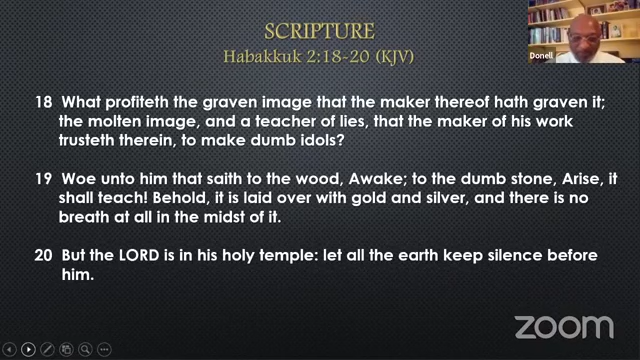 SCRIPTURE
Habakkuk 2:18-20 (KJV)
Donell
18 What profiteth the graven image that the maker thereof hath graven it;
the molten image, and a teacher of lies, that the maker of his work
trusteth therein, to make dumb idols?
19 Woe unto him that saith to the wood, Awake; to the dumb stone, Arise, it
shall teach! Behold, it is laid over with gold and silver, and there is no
breath at all in the midst of it.
20 But the LORD is in his holy temple: let all the earth keep silence before
him.
zoom